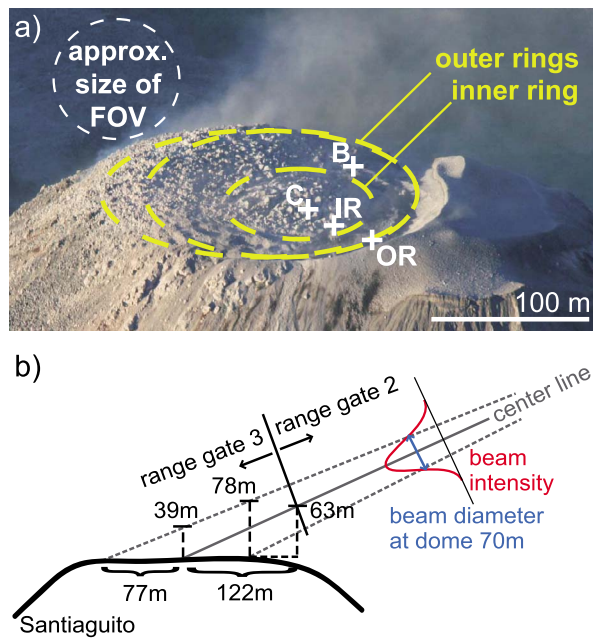 a)
approx.
size of
FOV
outer rings
inner ring
B
C
IR
OR
100 m
b)
range gate 3
range gate 2
center line
78m
39m
63m
beam
intensity
beam diameter
at dome 70m
77m
122m
Santiaguito